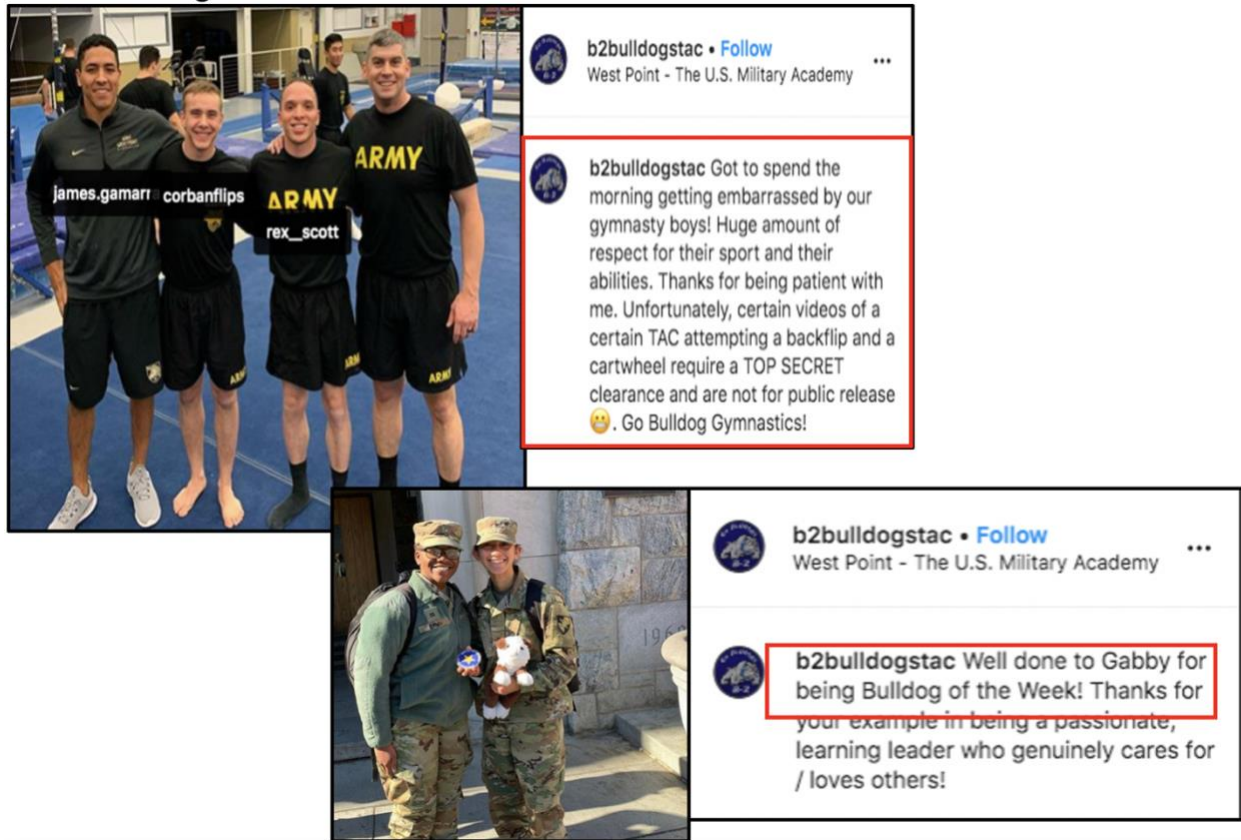 b2bulldogstac • Follow
West Point - The U.S. Military Academy
b2bulldogstac Got to spend the
morning getting embarrassed by our
gymnasty boys! Huge amount of
respect for their sport and their
abilities. Thanks for being patient with
me. Unfortunately, certain videos of a
certain TAC attempting a backflip and a
cartwheel require a TOP SECRET
clearance and are not for public release
😬. Go Bulldog Gymnastics!
james.gamarr
corbanflips
rex__scott
ARMY
ARMY
ARMY
ARMY
b2bulldogstac • Follow
West Point - The U.S. Military Academy
b2bulldogstac Well done to Gabby for
being Bulldog of the Week! Thanks for
your example in being a passionate,
learning leader who genuinely cares for
/ loves others!